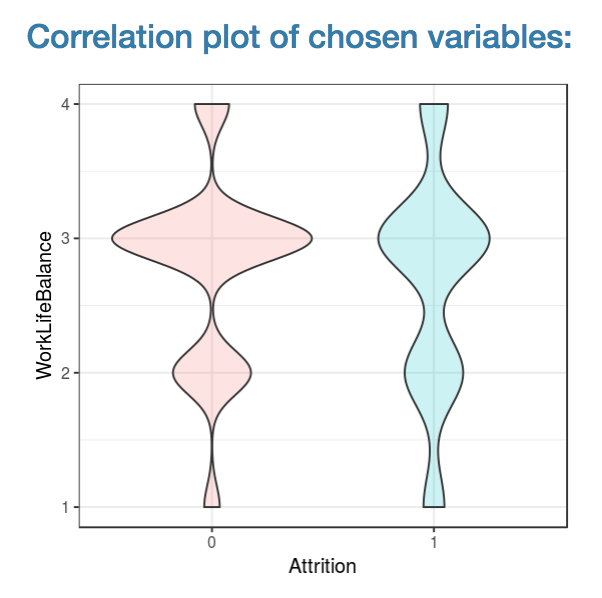 Correlation plot of chosen variables:
4
3
2
1
WorkLifeBalance
0 1
Attrition